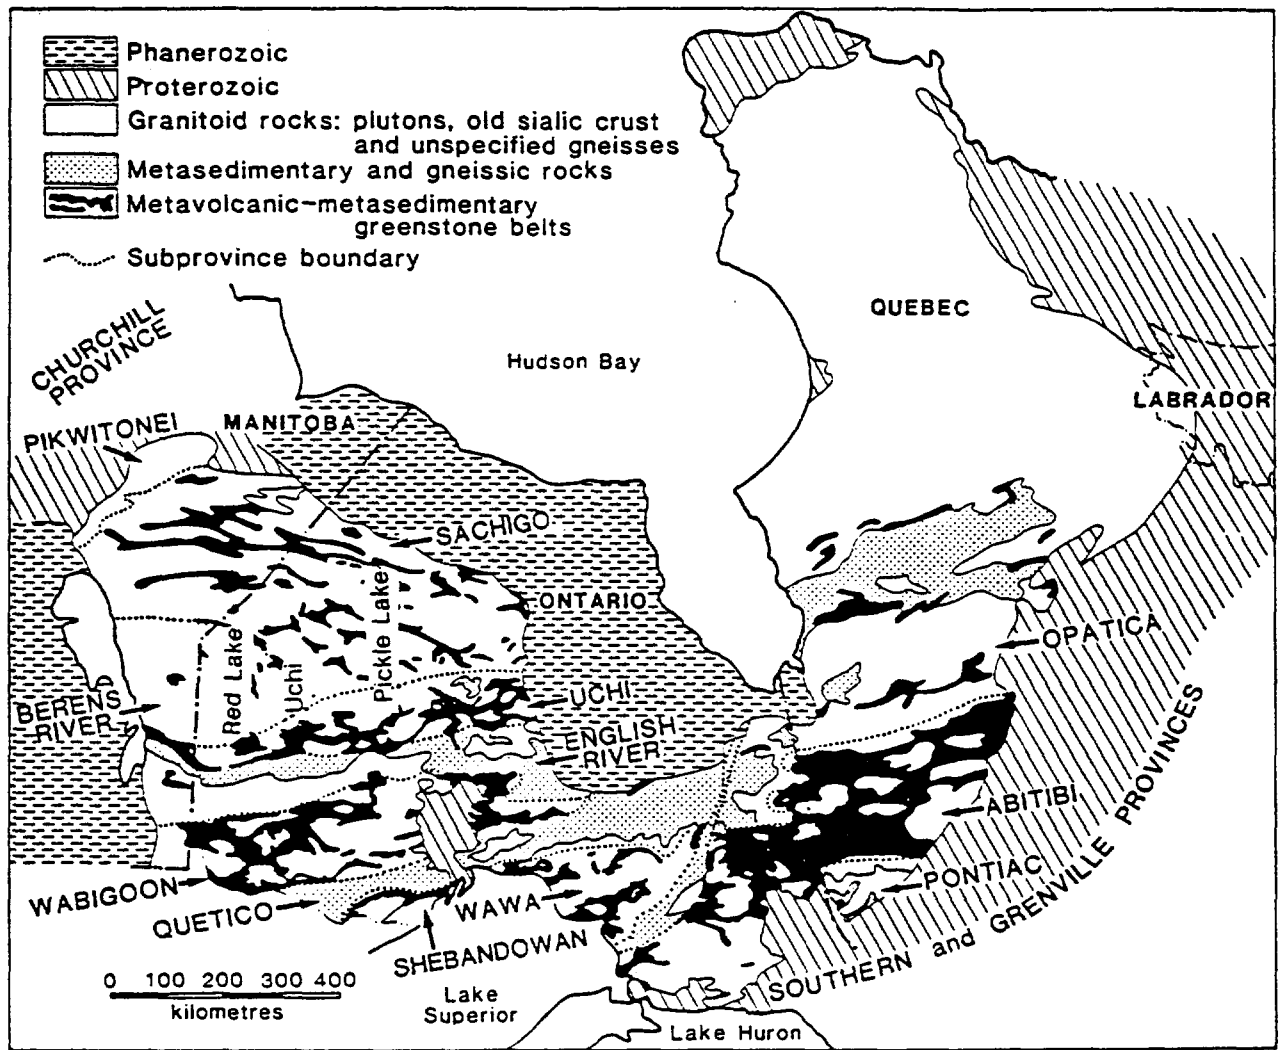 Phanerozoic
Proterozoic
Granitoid rocks: plutons, old sialic crust
and unspecified gneisses
Metasedimentary and gneissic rocks
Metavolcanic-metasedimentary
greenstone belts
Subprovince boundary
CHURCHILL
PROVINCE
QUEBEC
Hudson Bay
LABRADOR
PIKWITONEI
MANITOBA
SACHIGO
ONTARIO
Red Lake
Uchi
Pickle Lake
OPATICA
BERENS
RIVER
UCHI
ENGLISH
RIVER
ABITIBI
PONTIAC
WABIGOON
QUETICO
WAWA
SHEBANDOWAN
SOUTHERN and GRENVILLE PROVINCES
0 100 200 300 400
kilometres
Lake
Superior
Lake Huron